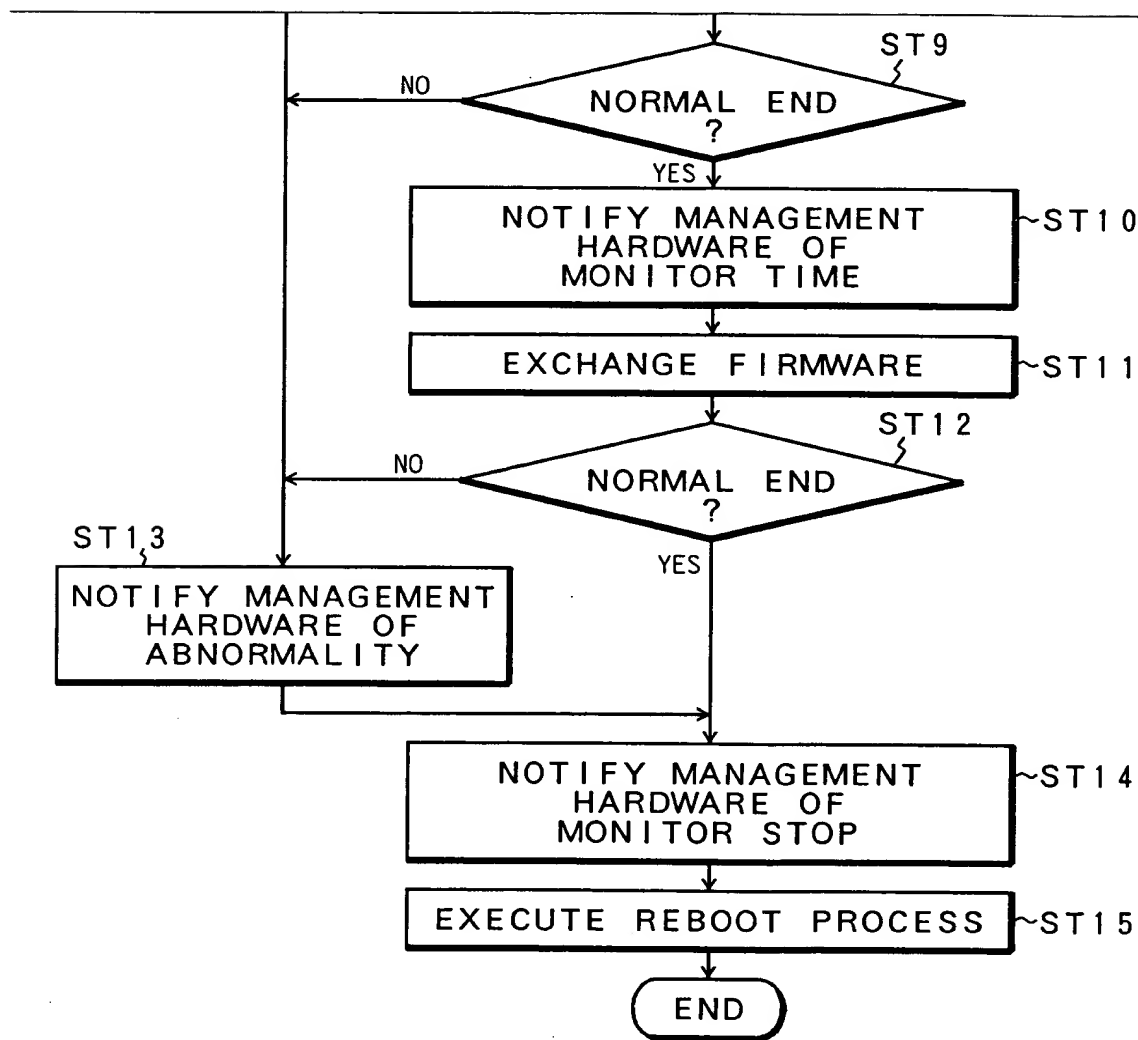 ST9
NO
NORMAL END
?
YES
NOTIFY MANAGEMENT
HARDWARE OF
MONITOR TIME
ST10
EXCHANGE FIRMWARE
ST11
ST12
NO
NORMAL END
?
YES
ST13
NOTIFY MANAGEMENT
HARDWARE OF
ABNORMALITY
NOTIFY MANAGEMENT
HARDWARE OF
MONITOR STOP
ST14
EXECUTE REBOOT PROCESS
ST15
END